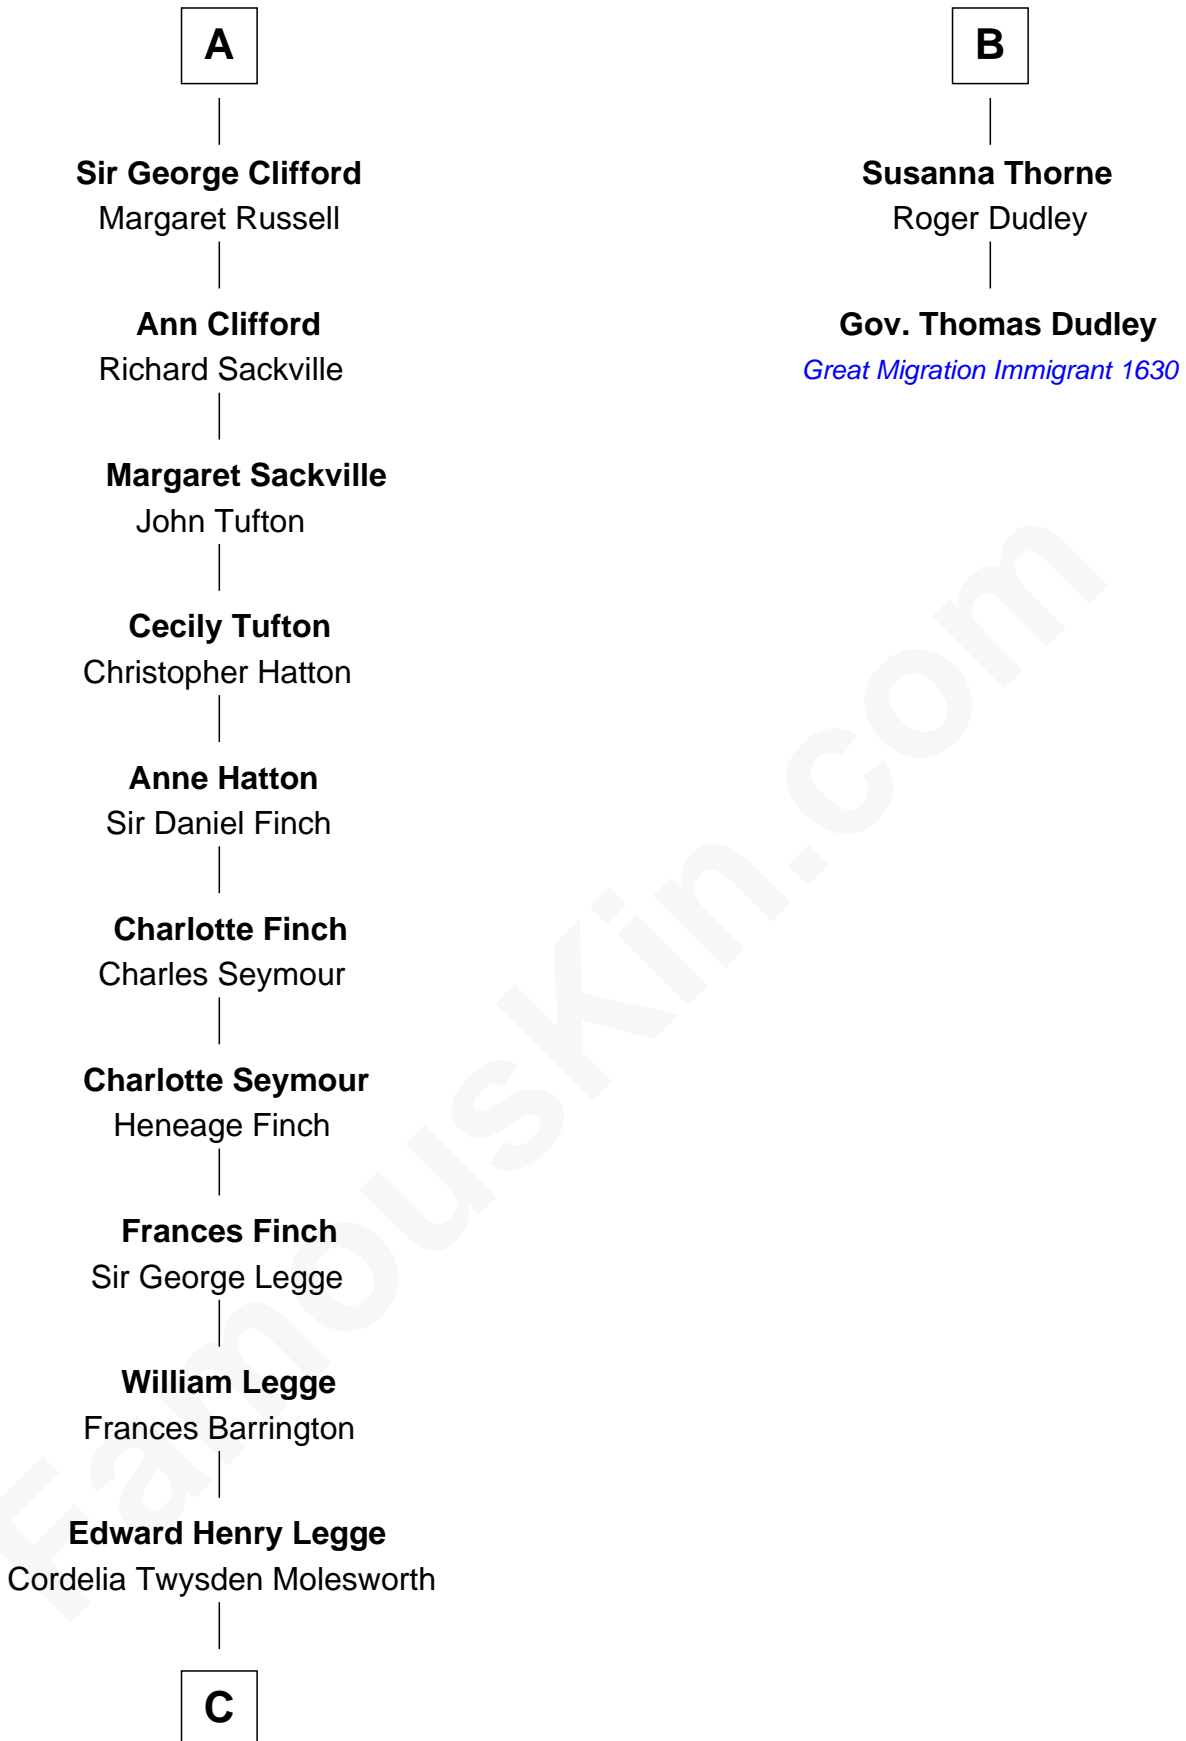 A
Sir George Clifford
Margaret Russell
Ann Clifford
Richard Sackville
Margaret Sackville
John Tufton
Cecily Tufton
Christopher Hatton
Anne Hatton
Sir Daniel Finch
Charlotte Finch
Charles Seymour
Charlotte Seymour
Heneage Finch
Frances Finch
Sir George Legge
William Legge
Frances Barrington
Edward Henry Legge
Cordelia Twysden Molesworth
C
B
Susanna Thorne
Roger Dudley
Gov. Thomas Dudley
Great Migration Immigrant 1630
FamousKin.com